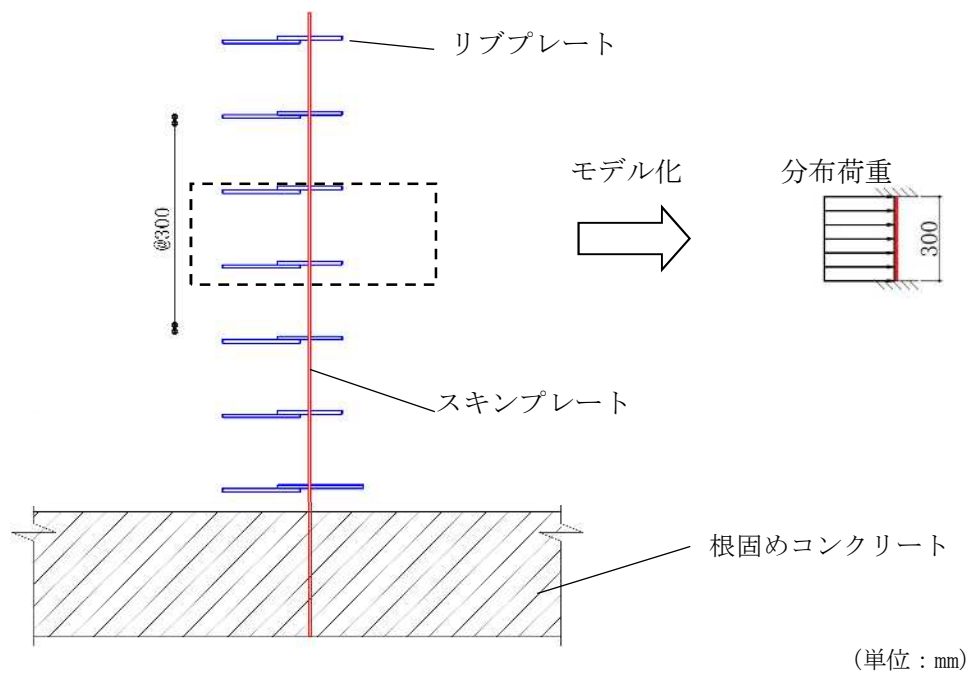 リブプレート
モデル化
分布荷重
@300
300
スキンプレート
根固めコンクリート
(単位：mm)